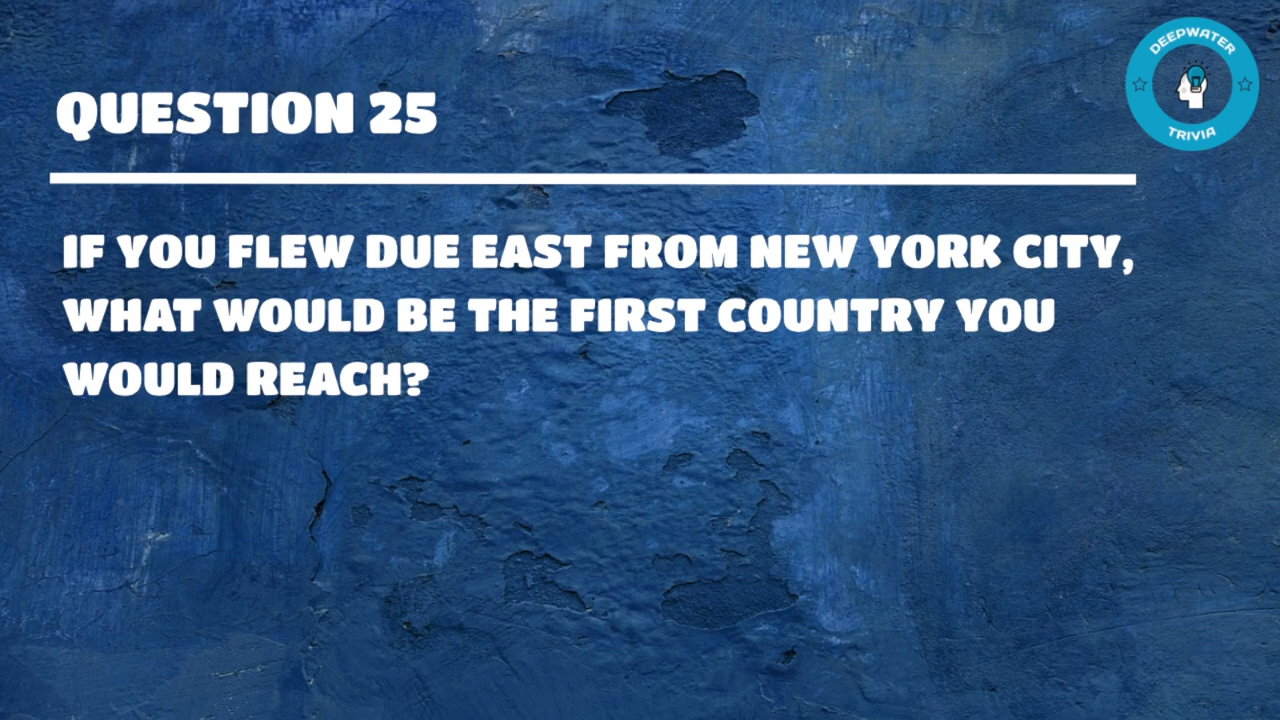 DEEPWATER
TRIVIA
QUESTION 25
IF YOU FLEW DUE EAST FROM NEW YORK CITY,
WHAT WOULD BE THE FIRST COUNTRY YOU
WOULD REACH?